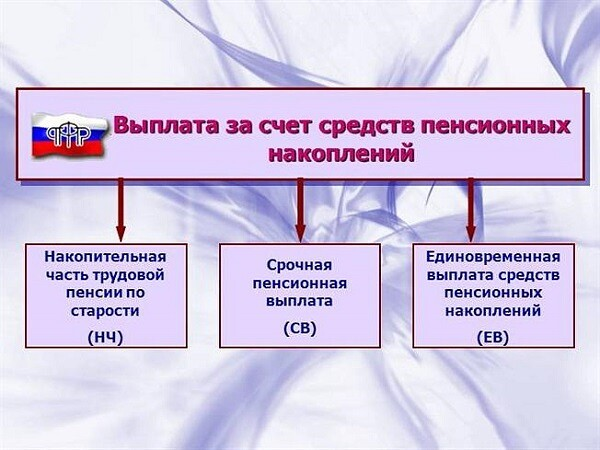 Выплата за счет средств пенсионных
накоплений
Накопительная
часть трудовой
пенсии по
старости
(НЧ)
Срочная
пенсионная
выплата
(СВ)
Единовременная
выплата средств
пенсионных
накоплений
(ЕВ)